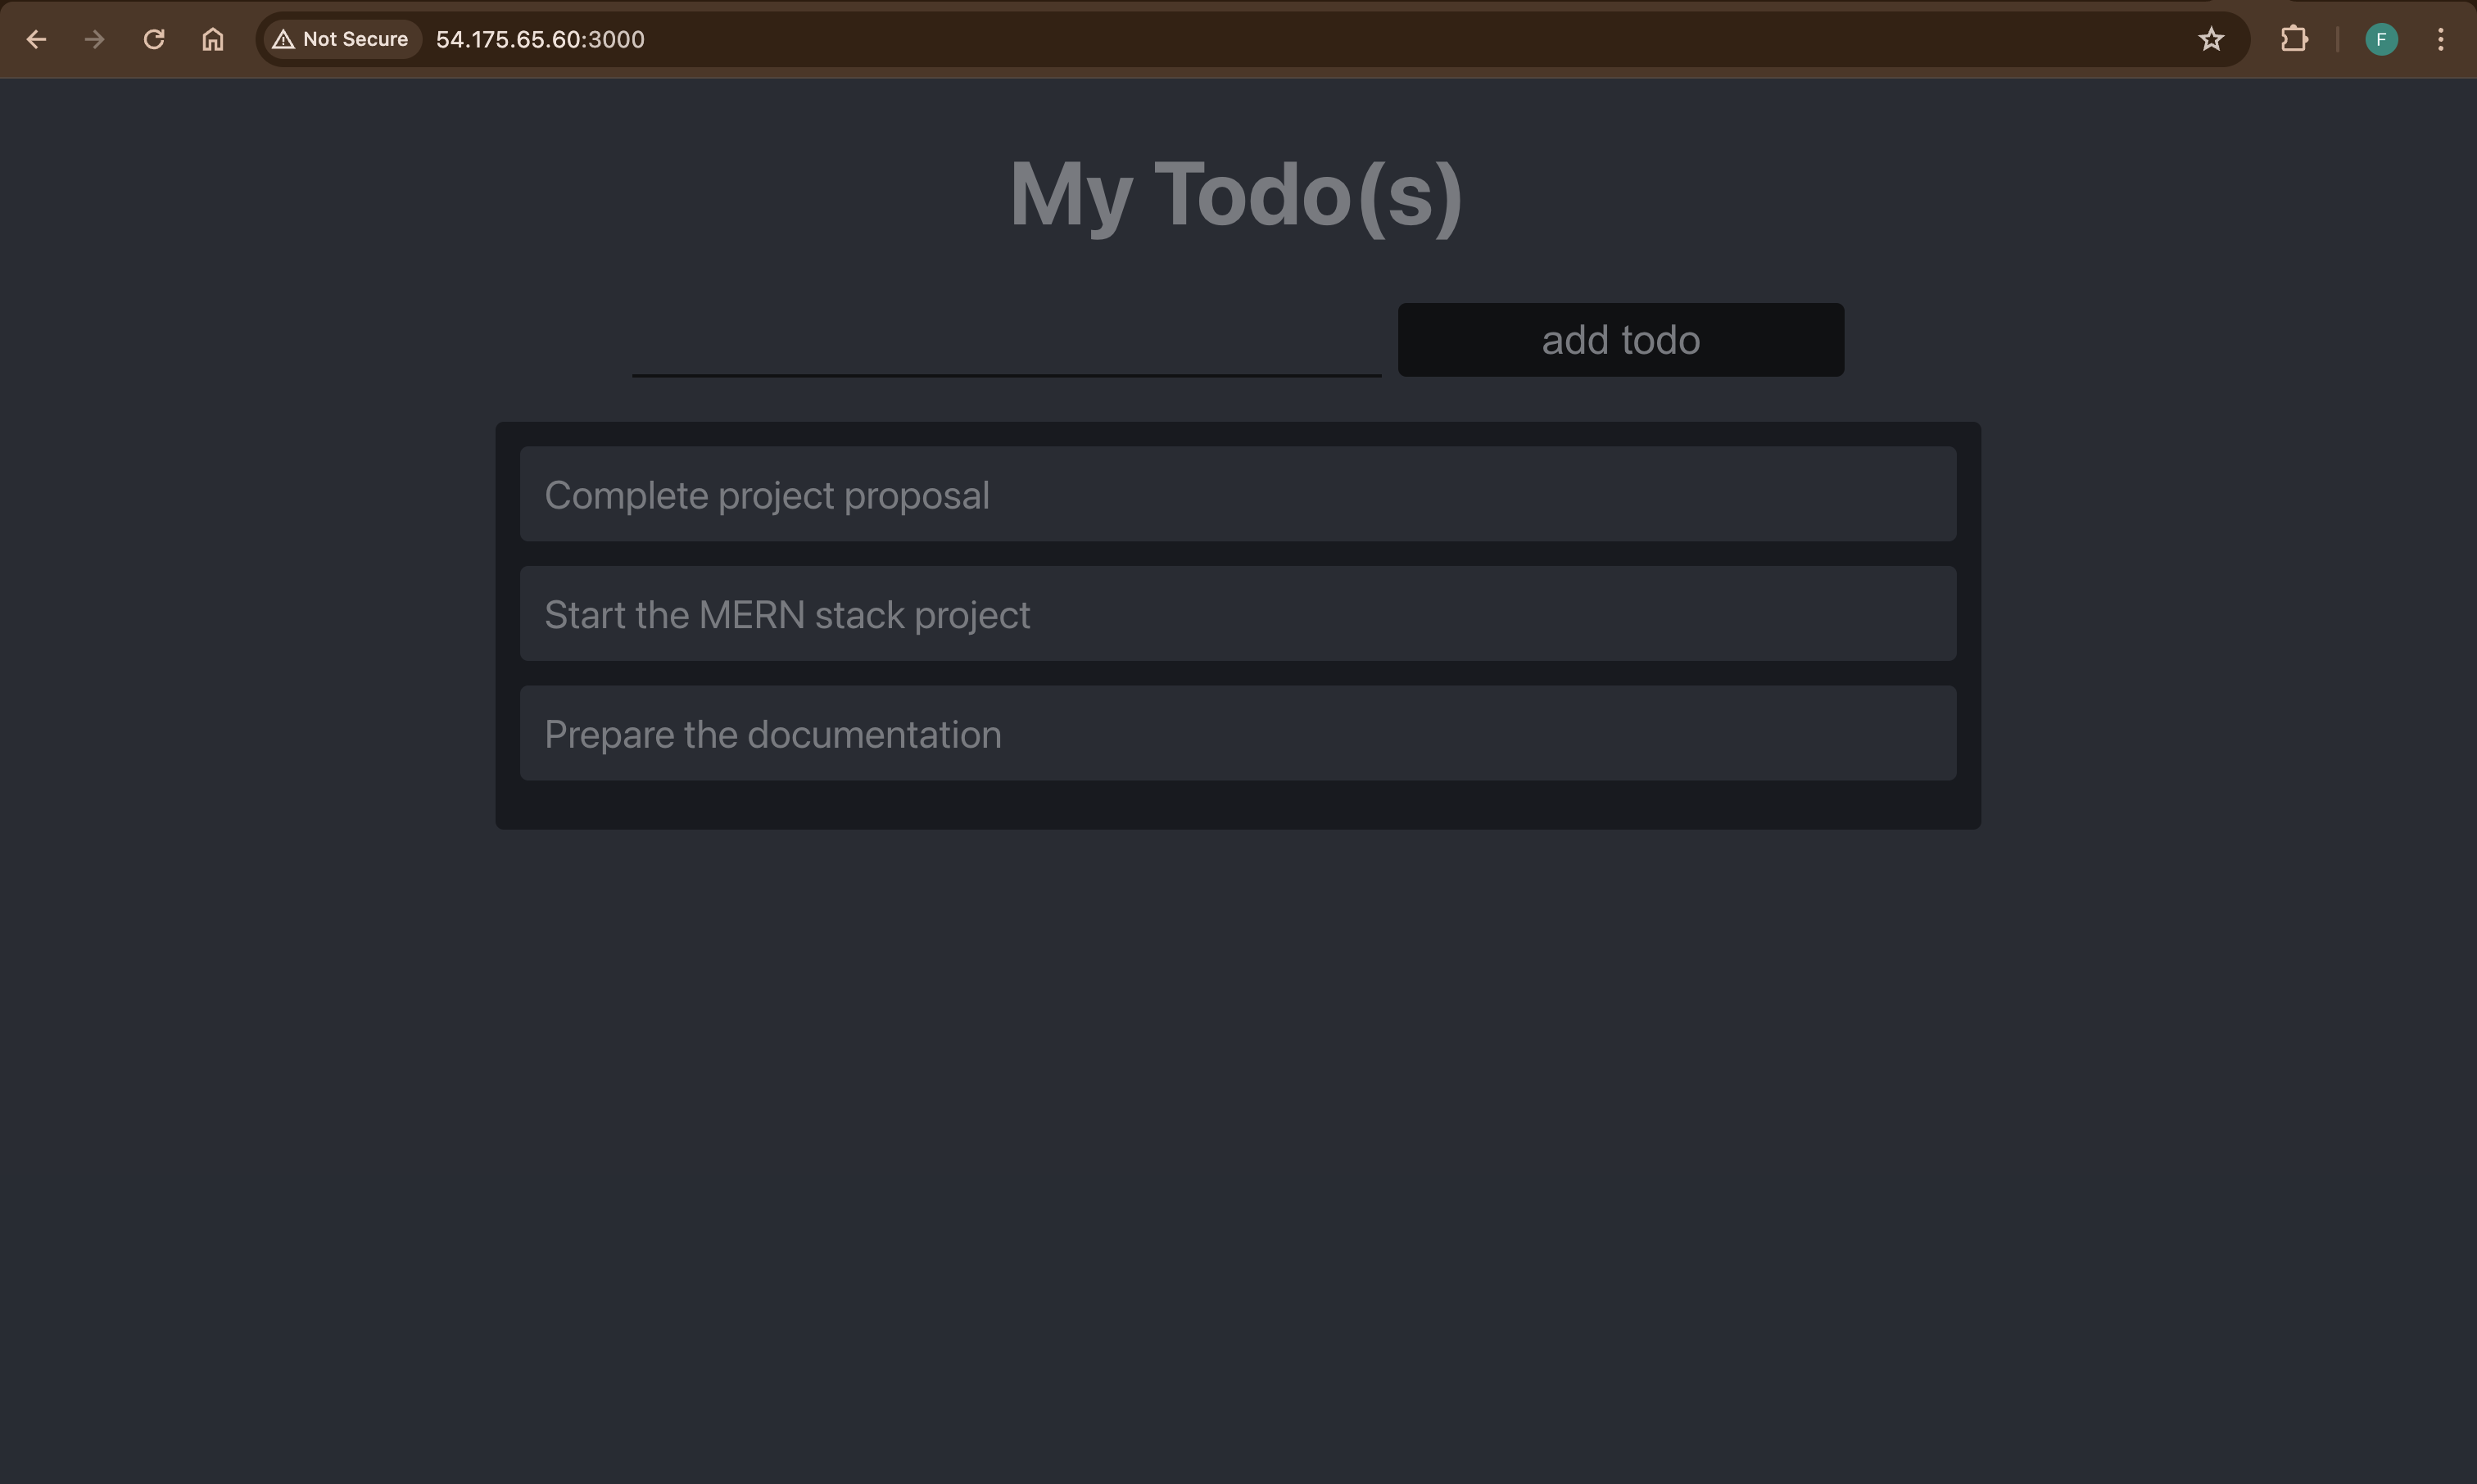 Not Secure 54.175.65.60:3000
F
My Todo(s)
add todo
Complete project proposal
Start the MERN stack project
Prepare the documentation